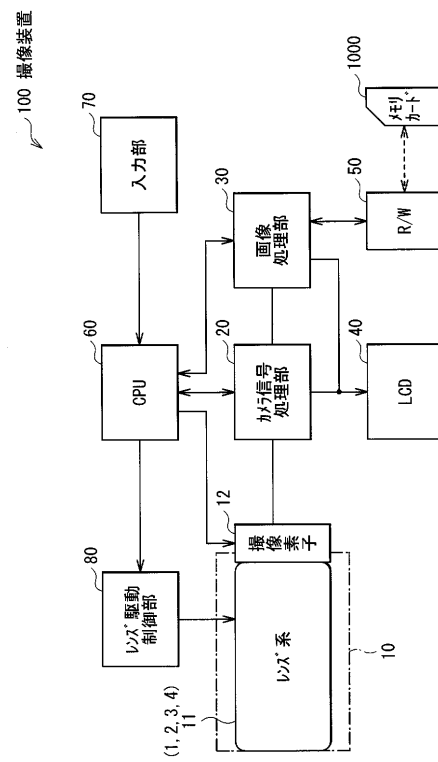 100 撮像装置
70
入力部
1000
メモリ
カード
60
CPU
30
画像
処理部
50
R/W
20
カメラ信号
処理部
40
LCD
80
レンズ駆動
制御部
12
撮像素子
(1, 2, 3, 4)
11
レンズ系
10